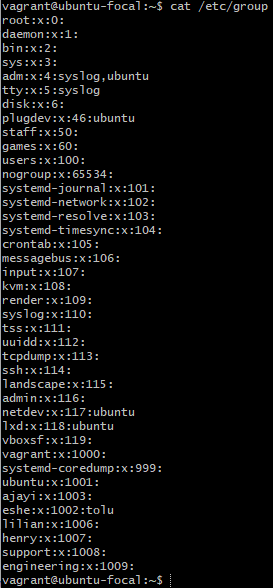 vagrant@ubuntu-focal:~$ cat /etc/group
root:x:0:
daemon:x:1:
bin:x:2:
sys:x:3:
adm:x:4:syslog,ubuntu
tty:x:5:syslog
disk:x:6:
plugdev:x:46:ubuntu
staff:x:50:
games:x:60:
users:x:100:
nogroup:x:65534:
systemd-journal:x:101:
systemd-network:x:102:
systemd-resolve:x:103:
systemd-timesync:x:104:
crontab:x:105:
messagebus:x:106:
input:x:107:
kvm:x:108:
render:x:109:
syslog:x:110:
tss:x:111:
uuidd:x:112:
tcpdump:x:113:
ssh:x:114:
landscape:x:115:
admin:x:116:
netdev:x:117:ubuntu
lxd:x:118:ubuntu
vboxsf:x:119:
vagrant:x:1000:
systemd-coredump:x:999:
ubuntu:x:1001:
ajayi:x:1003:
eshe:x:1002:tolu
lilian:x:1006:
henry:x:1007:
support:x:1008:
engineering:x:1009:
vagrant@ubuntu-focal:~$